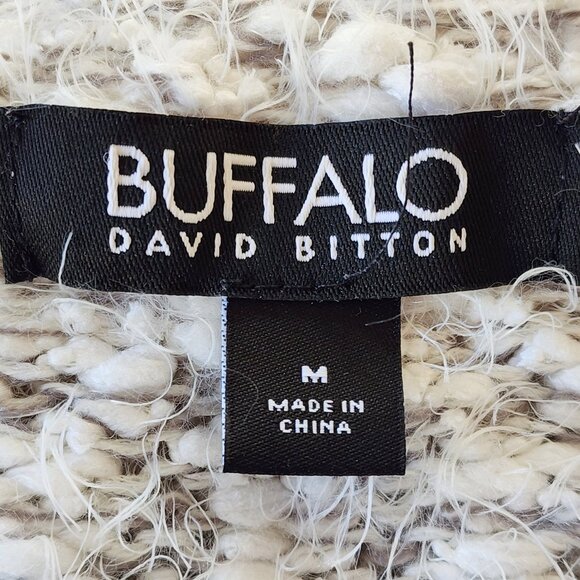 BUFFALO
DAVID BITTON
M
MADE IN
CHINA